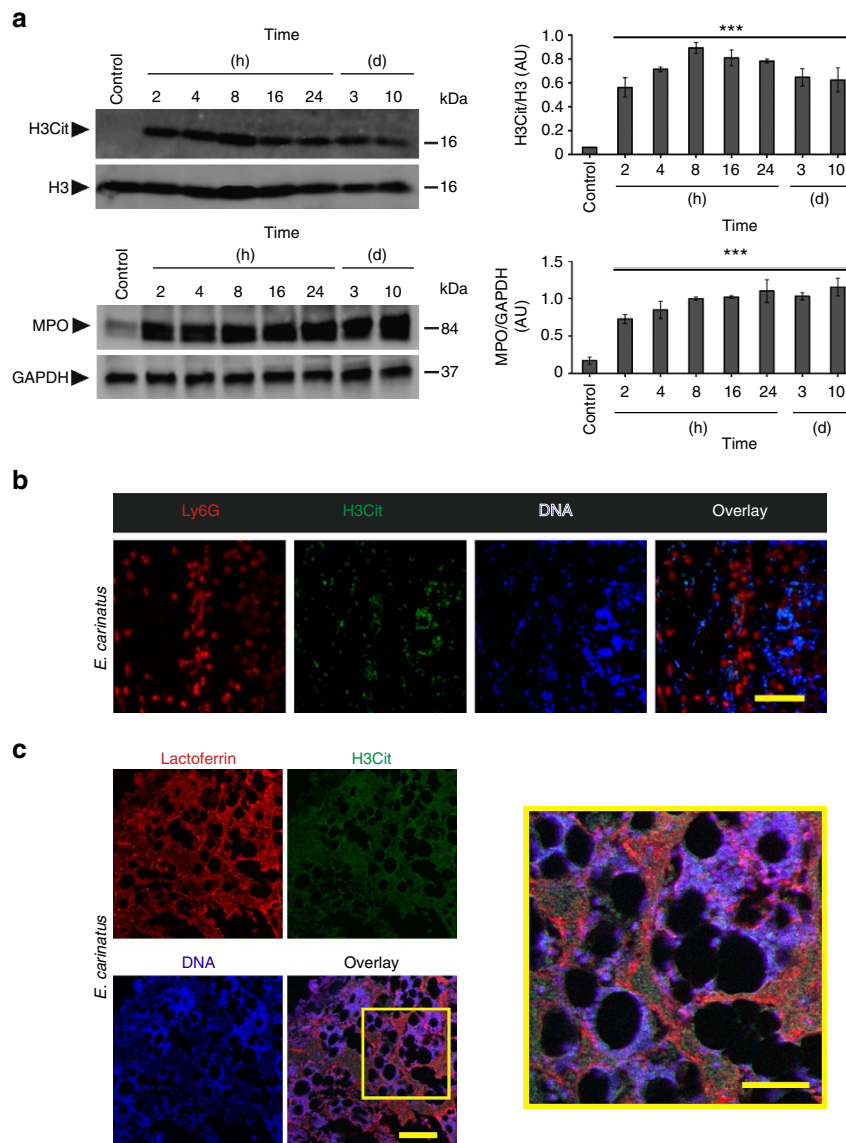 a
Time
(h) (d)
Control 2 4 8 16 24 3 10 kDa
H3Cit 16
H3 16
Time
(h) (d)
Control 2 4 8 16 24 3 10 kDa
MPO 84
GAPDH 37
***
H3Cit/H3 (AU)
1.0
0.8
0.6
0.4
0.2
0
Control 2 4 8 16 24 3 10
(h) (d)
Time
***
MPO/GAPDH
(AU)
1.5
1.0
0.5
0
Control 2 4 8 16 24 3 10
(h) (d)
Time
b
Ly6G H3Cit DNA Overlay
E. carinatus
c
Lactoferrin H3Cit
DNA Overlay
E. carinatus